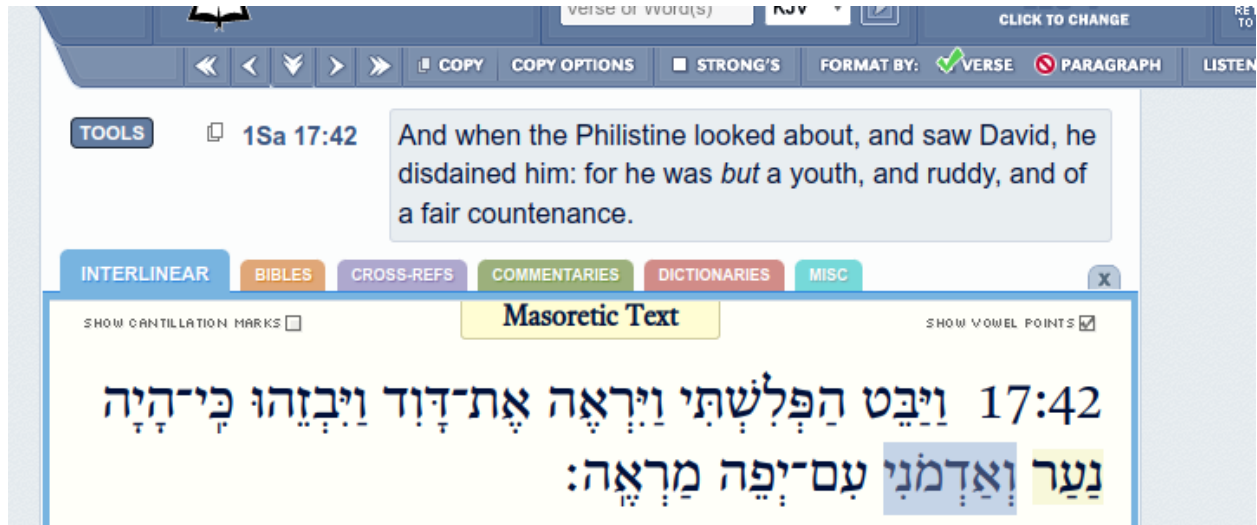 Verse or Word(s) KJV
CLICK TO CHANGE
RET
TO
COPY COPY OPTIONS STRONG'S FORMAT BY: VERSE PARAGRAPH LISTEN
TOOLS 1Sa 17:42 And when the Philistine looked about, and saw David, he
disdained him: for he was but a youth, and ruddy, and of
a fair countenance.
INTERLINEAR BIBLES CROSS-REFS COMMENTARIES DICTIONARIES MISC X
SHOW CANTILLATION MARKS Masoretic Text SHOW VOWEL POINTS
17:42 וַיַּבֵּט הַפְּלִשְׁתִּי וַיִּרְאֶה אֶת־דָּוִד וַיִּבְזֵהוּ כִּי־הָיָה
נַעַר וְאַדְמֹנִי עִם־יְפֵה מַרְאֶה׃